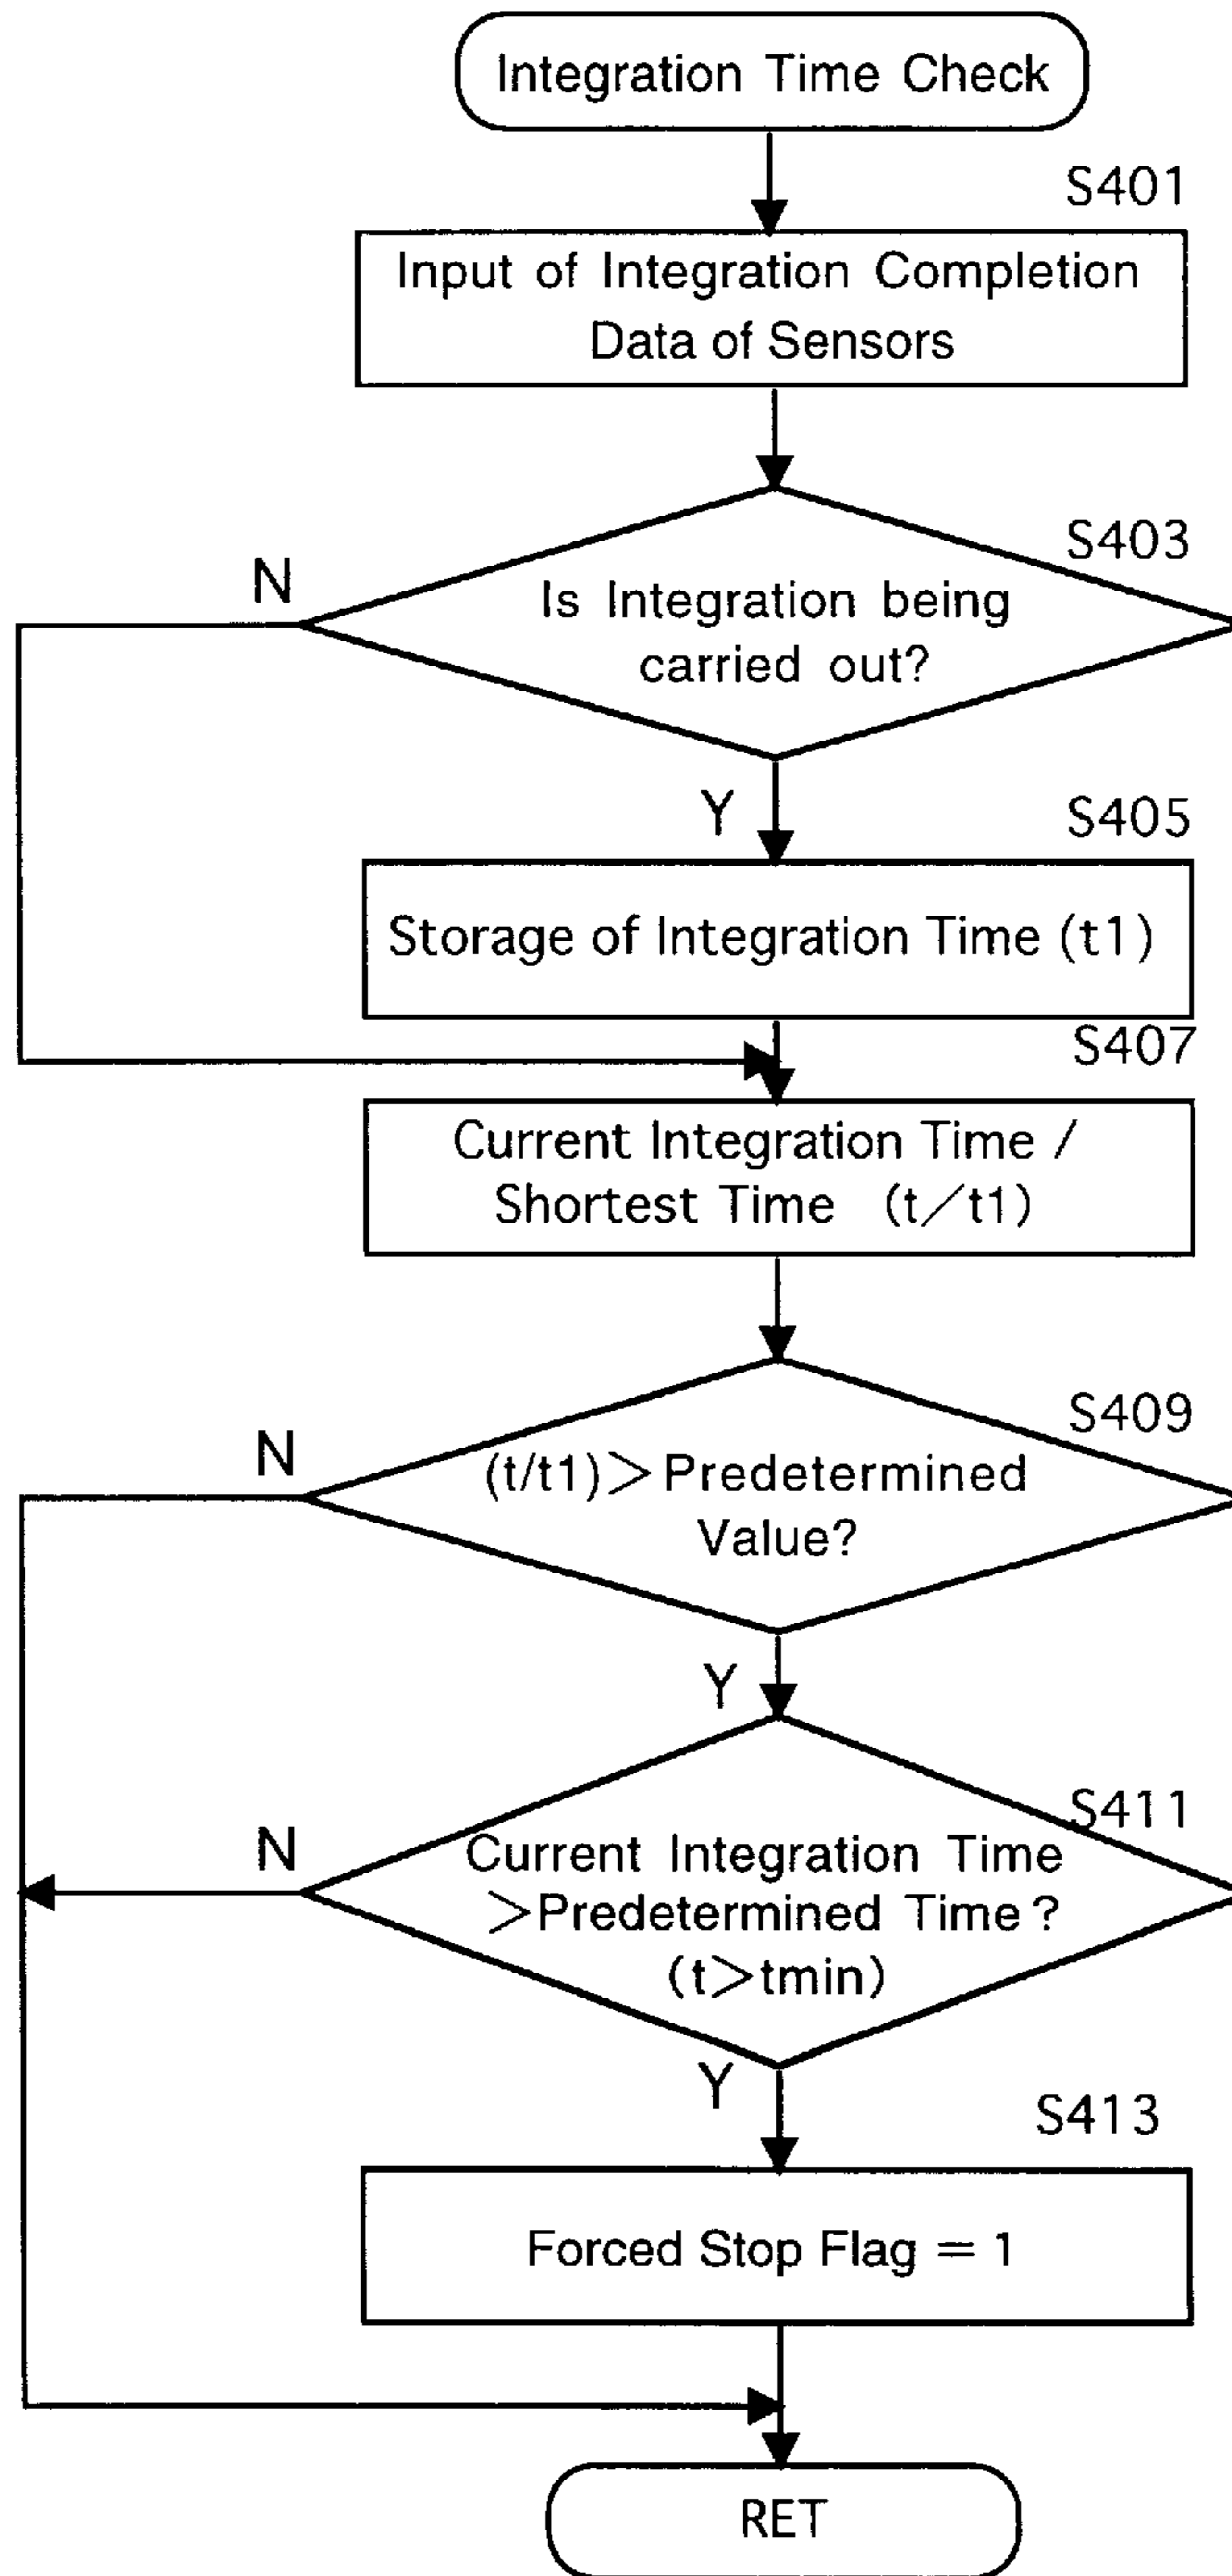 Integration Time Check
S401
Input of Integration Completion
Data of Sensors
S403
N
Is Integration being
carried out?
Y
S405
Storage of Integration Time (t1)
S407
Current Integration Time /
Shortest Time (t/t1)
S409
N
(t/t1)>Predetermined
Value?
Y
S411
N
Current Integration Time
>Predetermined Time?
(t>tmin)
Y
S413
Forced Stop Flag = 1
RET